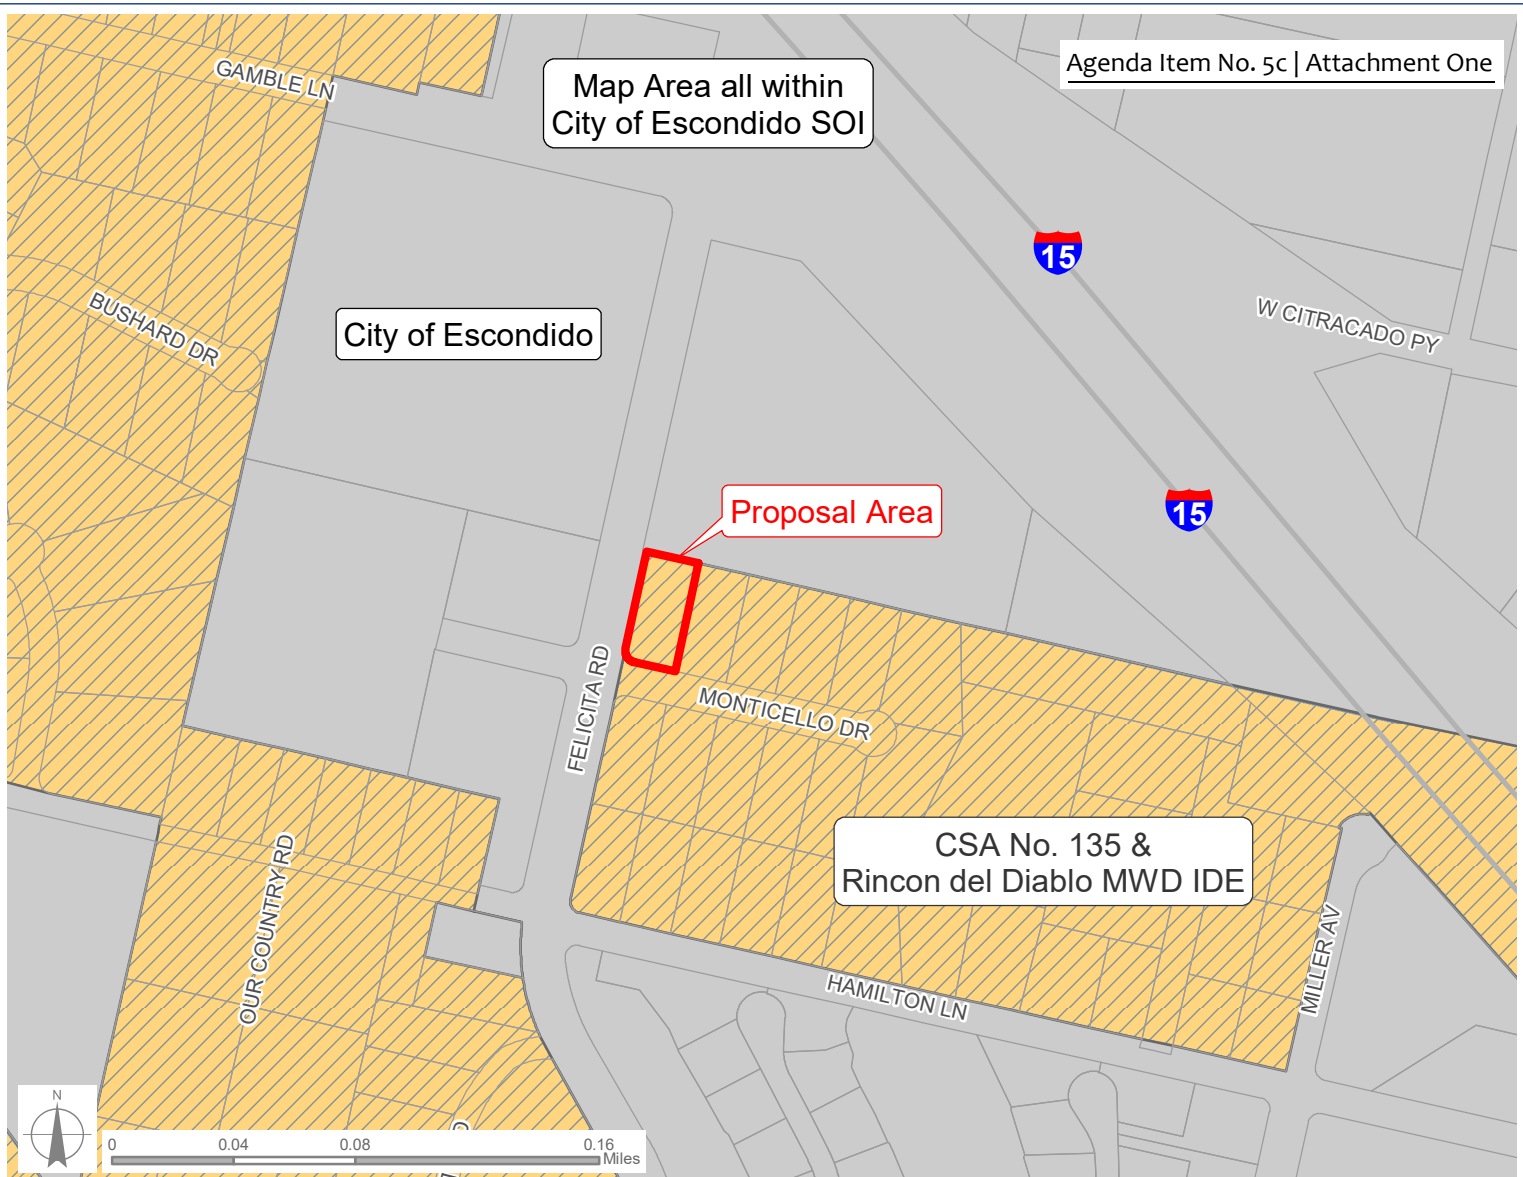 Agenda Item No. 5c | Attachment One
GAMBLE LN
Map Area all within
City of Escondido SOI
15
BUSHARD DR
City of Escondido
W CITRACADO PY
15
Proposal Area
FELICITA RD
MONTICELLO DR
CSA No. 135 &
Rincon del Diablo MWD IDE
OUR COUNTRY RD
HAMILTON LN
MILLER AV
N
0 0.04 0.08 0.16
Miles